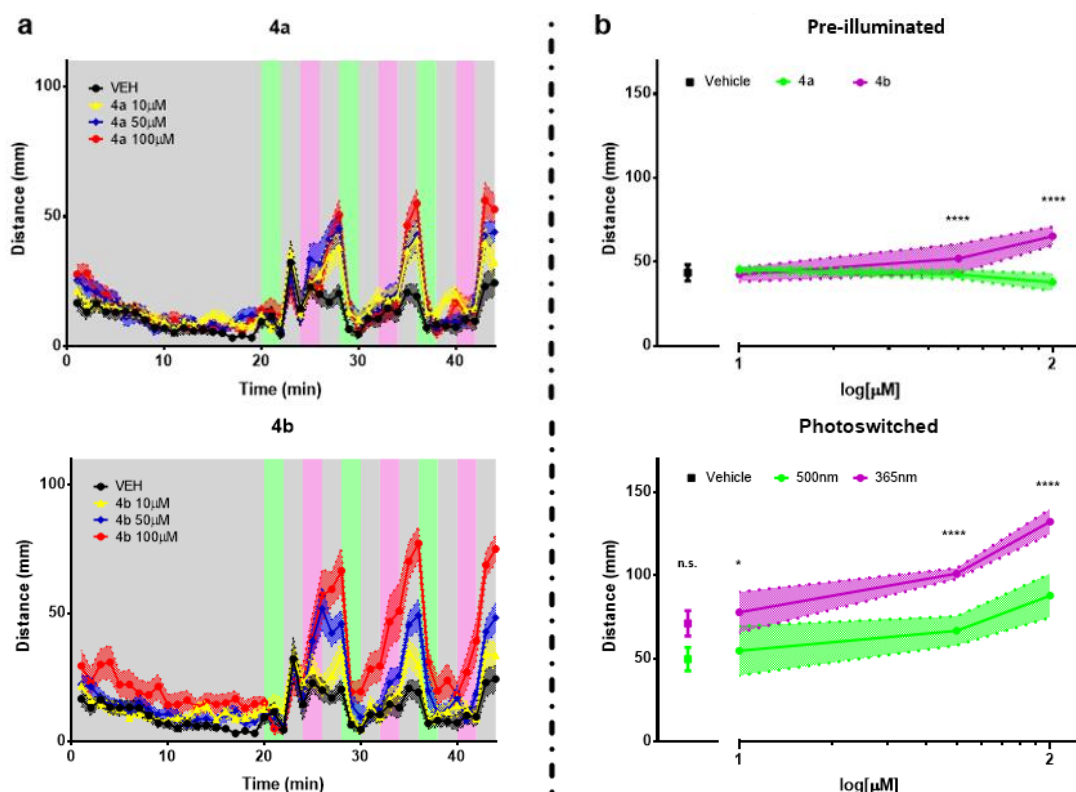 a
4a
100
50
0
Distance (mm)
VEH
4a 10μM
4a 50μM
4a 100μM
0 10 20 30 40
Time (min)
4b
100
50
0
Distance (mm)
VEH
4b 10μM
4b 50μM
4b 100μM
0 10 20 30 40
Time (min)
b
Pre-illuminated
150
100
50
0
Distance (mm)
Vehicle 4a 4b
****
****
1 2
log[μM]
Photoswitched
150
100
50
0
Distance (mm)
Vehicle 500nm 365nm
****
****
n.s. *
1 2
log[μM]